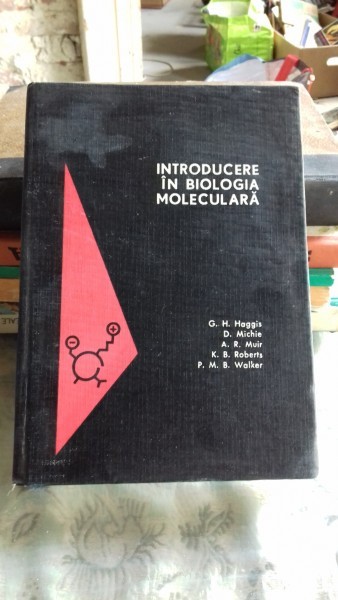 INTRODUCERE
ÎN BIOLOGIA
MOLECULARĂ
G. H. Haggis
D. Michie
A. R. Muir
K. B. Roberts
P. M. B. Walker